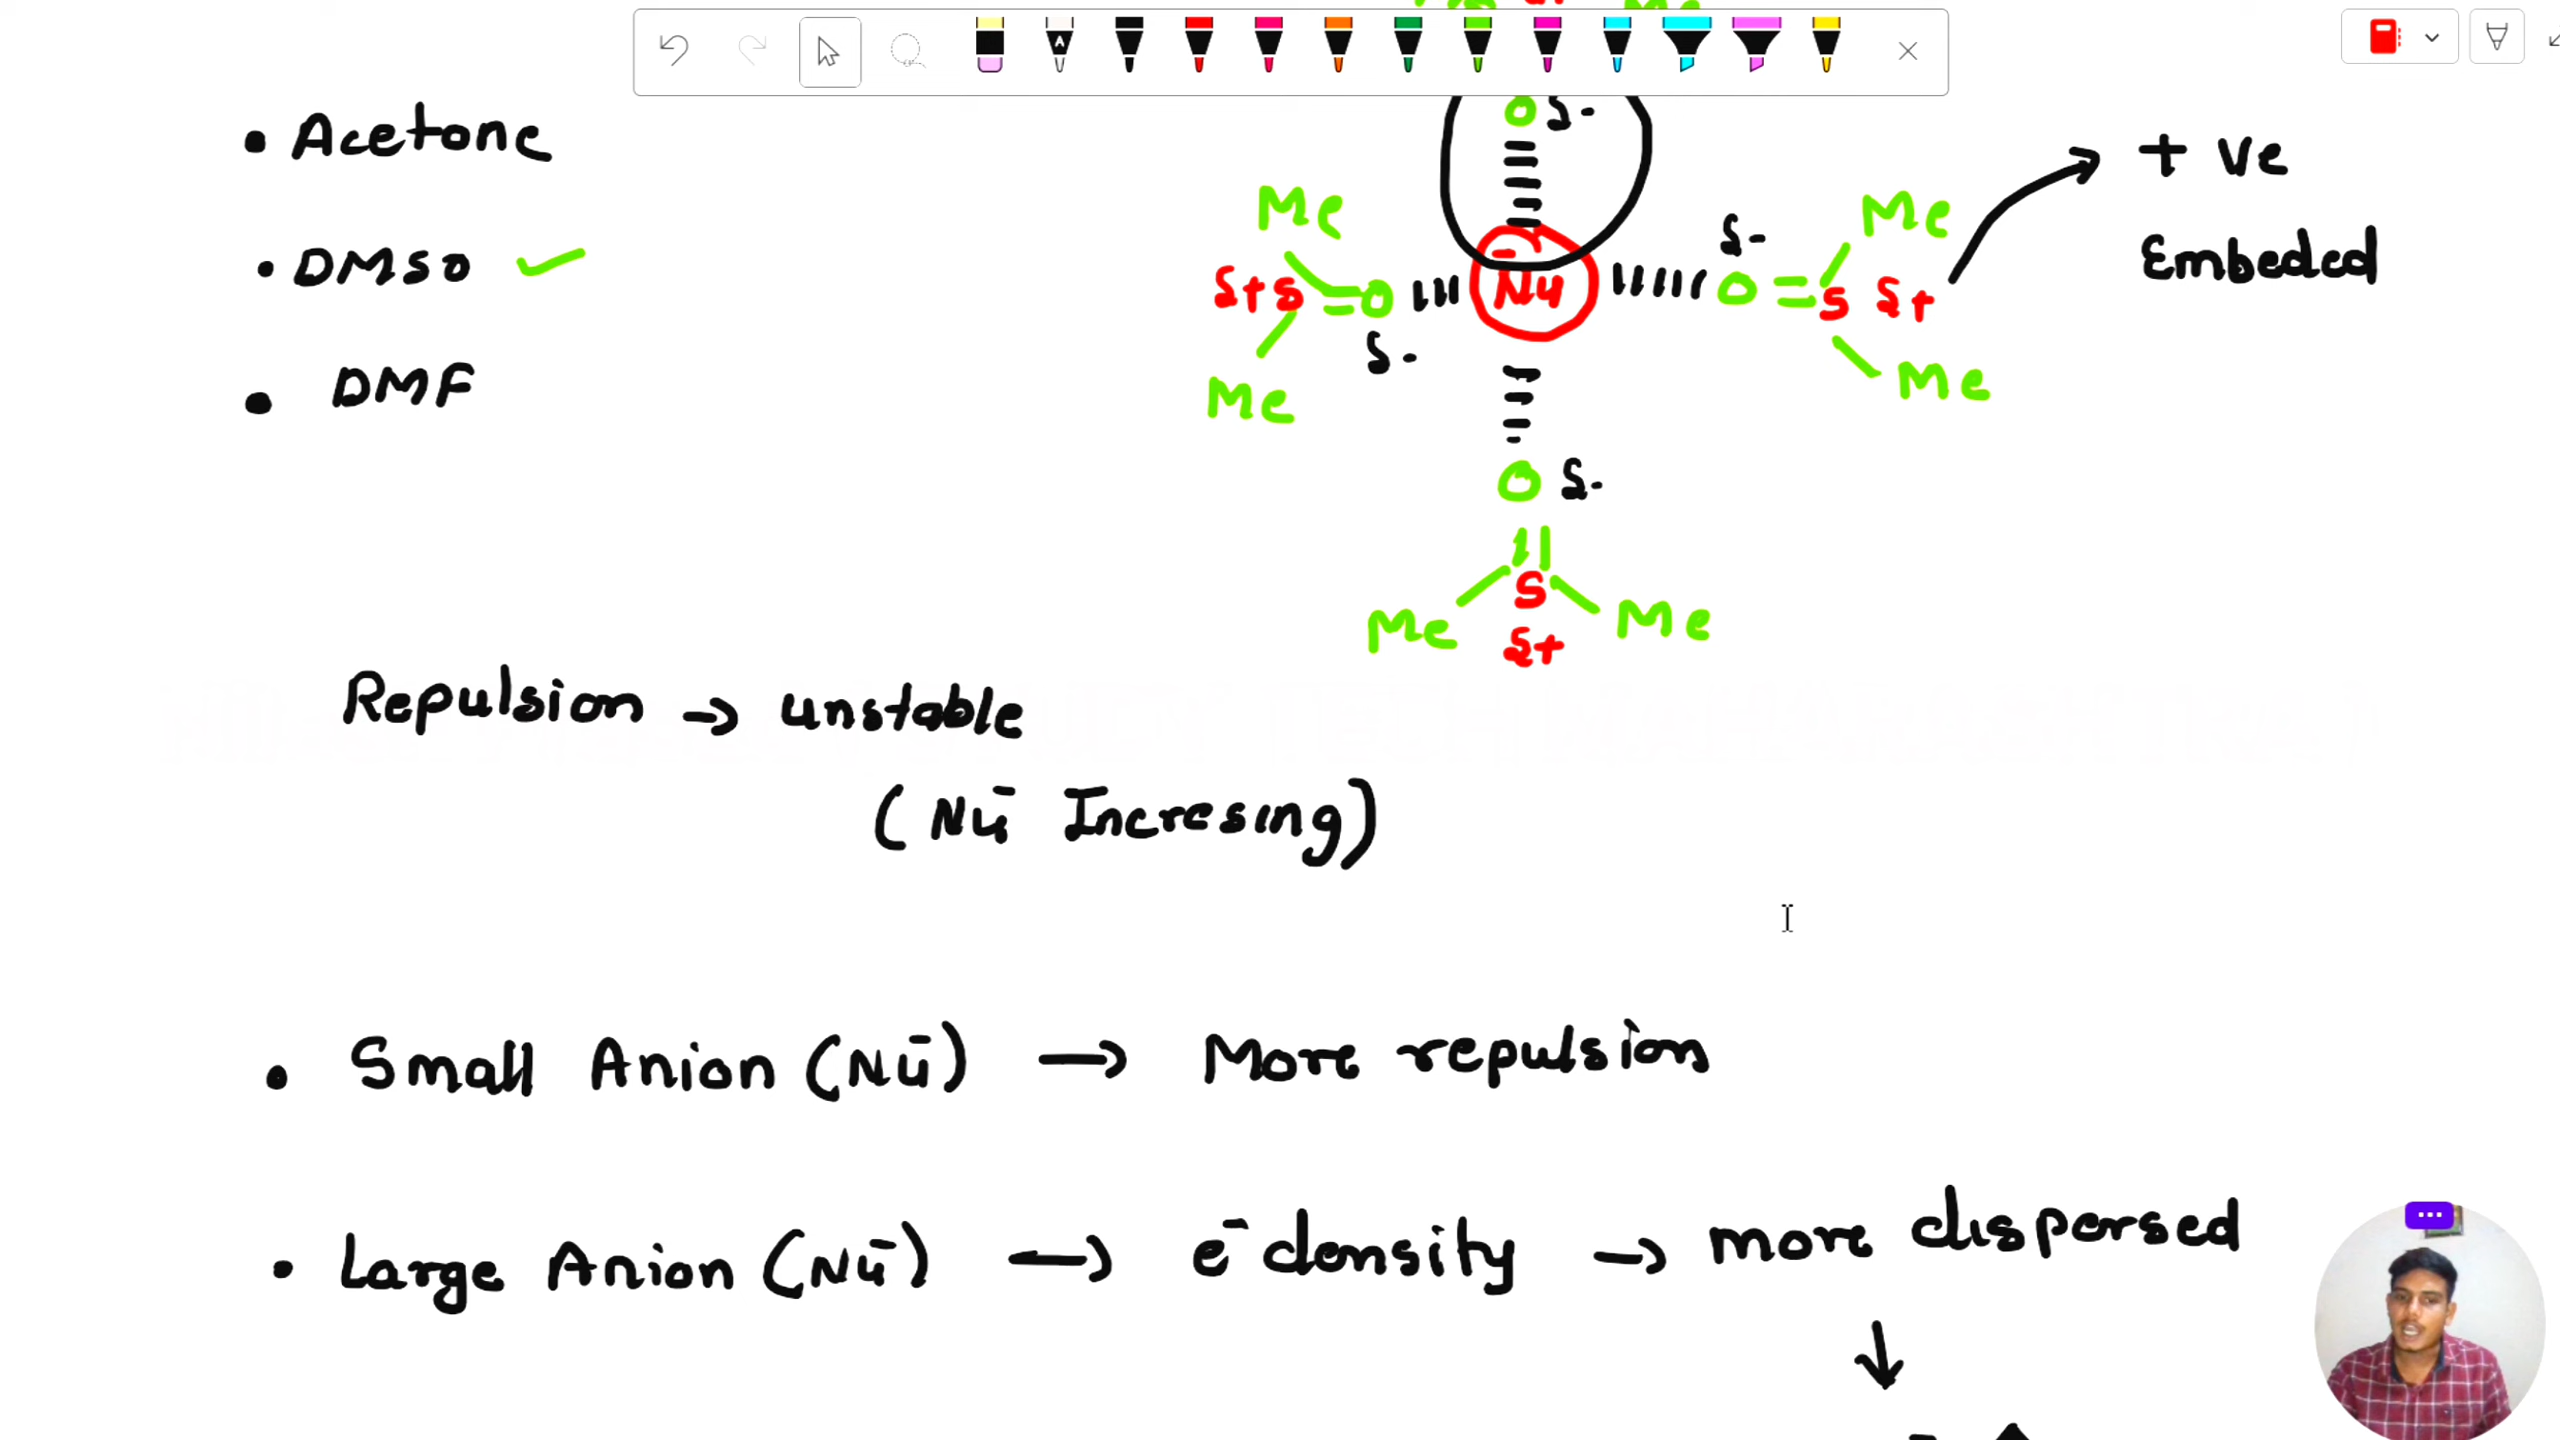 • Acetone
• DMSO ✓
• DMF
O δ-
Me
δ+ S = O
δ-
Me
Nu
δ-
O = S δ+
Me
Me
+ ve
Embeded
O δ-
S
Me
Me
δ+
Repulsion → unstable
(Nu⁻ Incresing)
• Small Anion (Nu⁻) → More repulsion
• Large Anion (Nu⁻) → e⁻ density → more dispersed